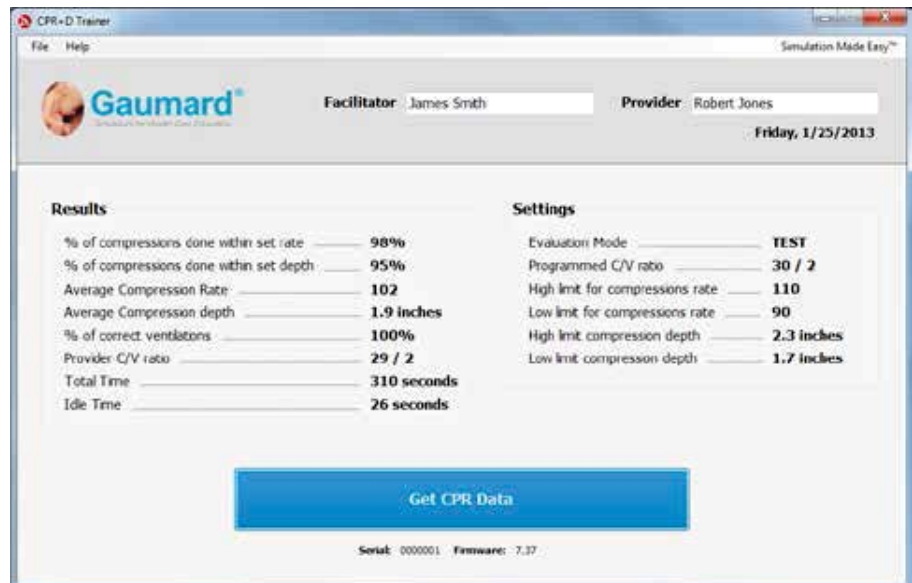 CPR+D Trainer
File Help Simulation Made Easy™
Gaumard®
Facilitator James Smith Provider Robert Jones
Friday, 1/25/2013
Results
% of compressions done within set rate 98%
% of compressions done within set depth 95%
Average Compression Rate 102
Average Compression depth 1.9 inches
% of correct ventilations 100%
Provider C/V ratio 29 / 2
Total Time 310 seconds
Idle Time 26 seconds
Settings
Evaluation Mode TEST
Programmed C/V ratio 30 / 2
High limit for compressions rate 110
Low limit for compressions rate 90
High limit compression depth 2.3 inches
Low limit compression depth 1.7 inches
Get CPR Data
Serial: 0000001 Firmware: 7.37